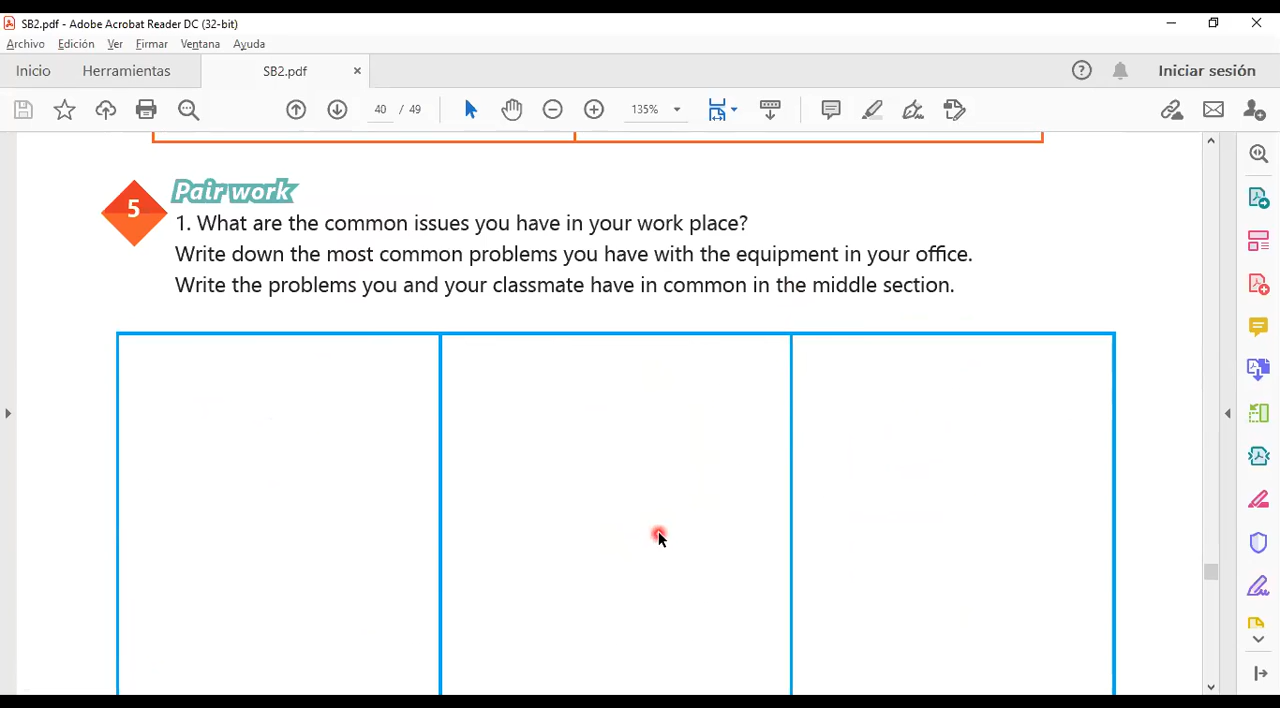 SB2.pdf - Adobe Acrobat Reader DC (32-bit)
Archivo Edición Ver Firmar Ventana Ayuda
Inicio Herramientas SB2.pdf × Iniciar sesión
40 / 49 135%
5
Pair work
1. What are the common issues you have in your work place?
Write down the most common problems you have with the equipment in your office.
Write the problems you and your classmate have in common in the middle section.